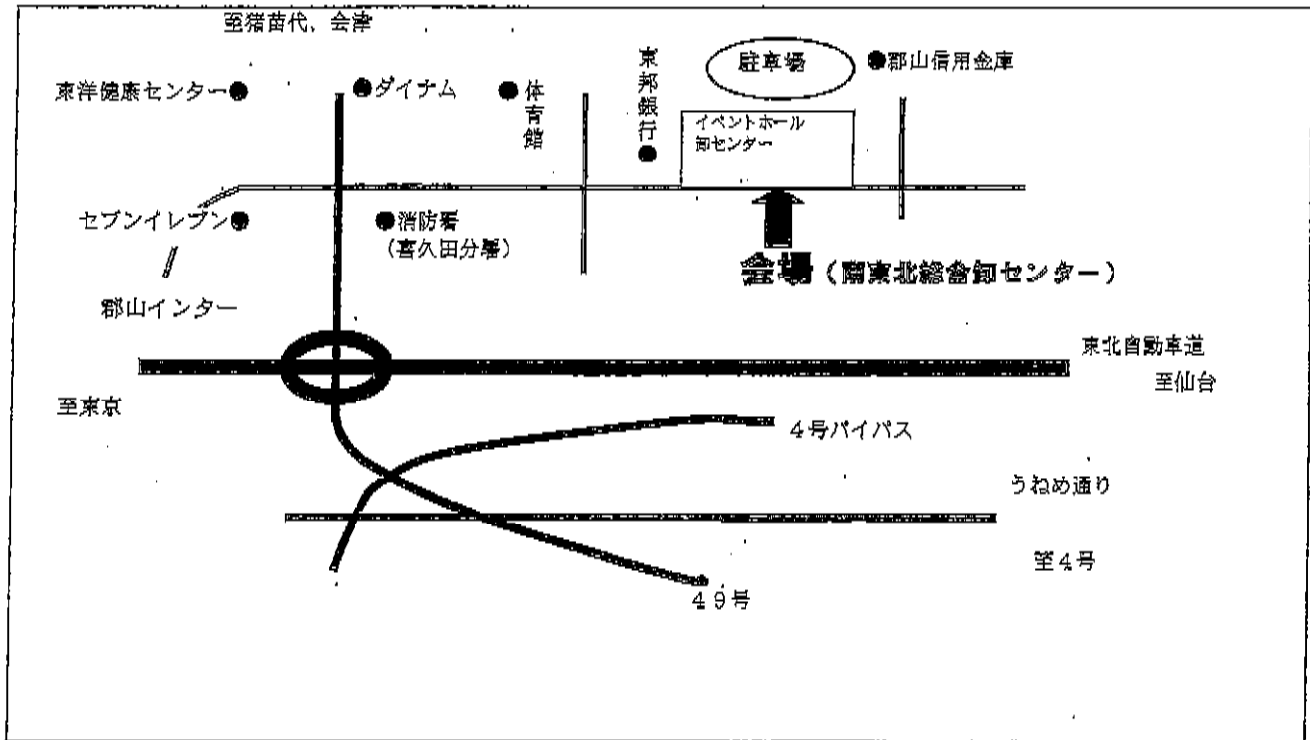 至猪苗代、会津
東洋健康センター
ダイナム
体育館
東邦銀行
駐車場
郡山信用金庫
イベントホール
卸センター
セブンイレブン
消防署
(喜久田分署)
会場(南東北総合卸センター)
郡山インター
東北自動車道
至仙台
至東京
4号バイパス
うねめ通り
至4号
49号